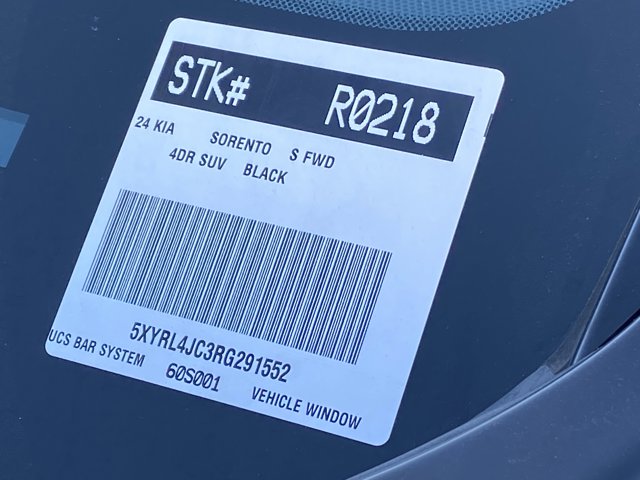 STK# R0218
24 KIA SORENTO S FWD
4DR SUV BLACK
5XYRL4JC3RG291552
UCS BAR SYSTEM 60S001 VEHICLE WINDOW